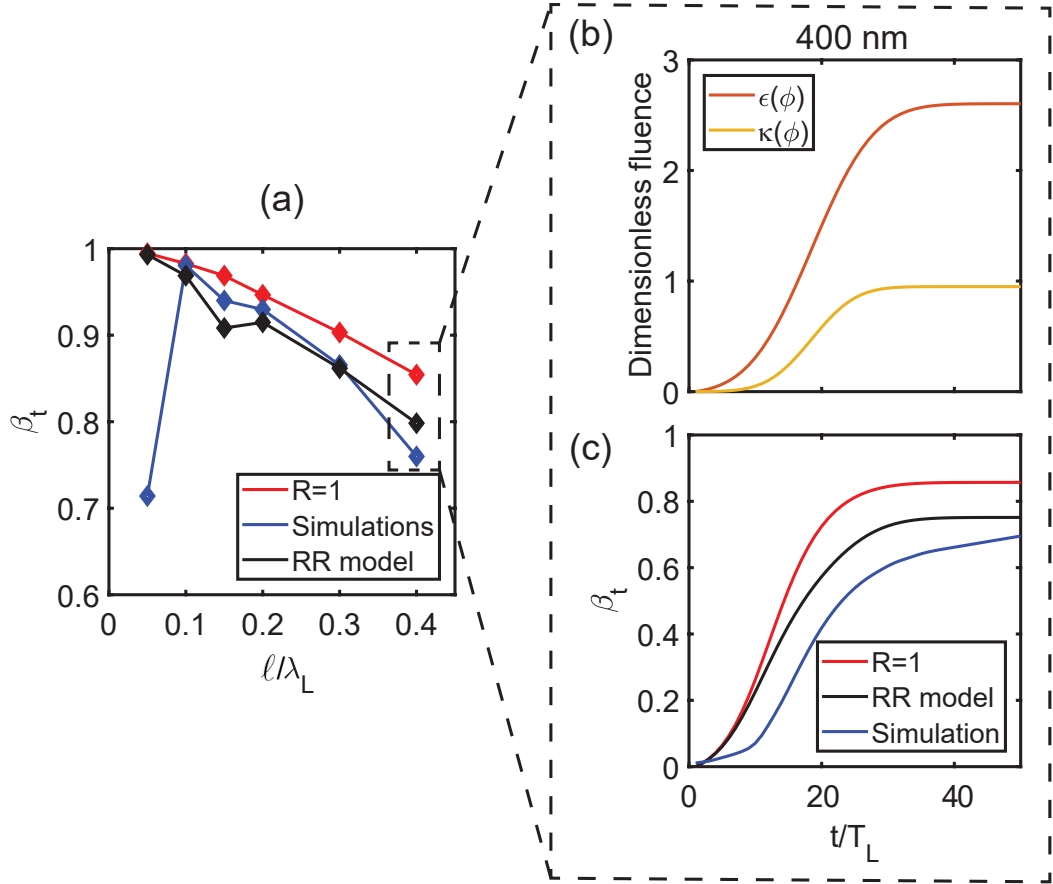 (a)
1
0.9
0.8
0.7
0.6
β_t
R=1
Simulations
RR model
0
0.1
0.2
0.3
0.4
ℓ/λ_L
(b)
400 nm
3
2
1
0
Dimensionless fluence
ϵ(ϕ)
κ(ϕ)
(c)
1
0.8
0.6
0.4
0.2
0
β_t
R=1
RR model
Simulation
0
20
40
t/T_L